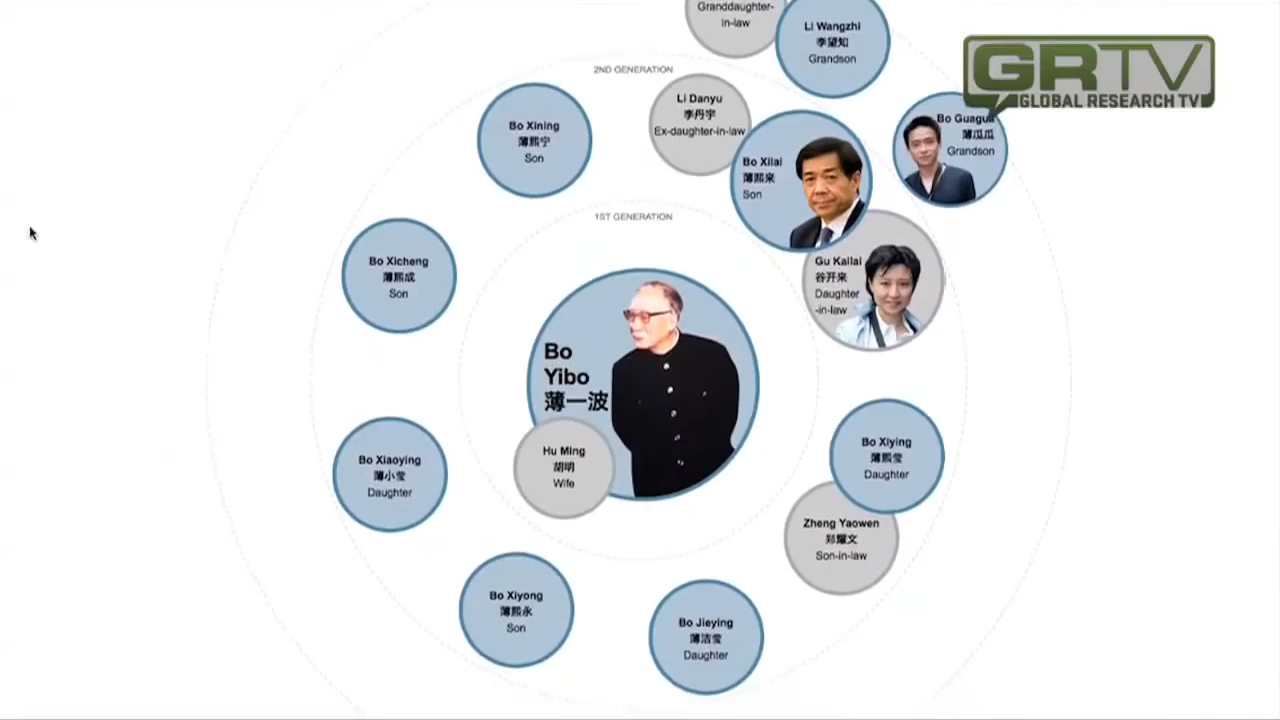 Granddaughter-
in-law
Li Wangzhi
李望知
Grandson
GRTV
GLOBAL RESEARCH TV
2ND GENERATION
Li Danyu
李丹宇
Ex-daughter-in-law
Bo Xining
薄熙宁
Son
Bo Guagua
薄瓜瓜
Grandson
Bo Xilai
薄熙来
Son
1ST GENERATION
Bo Xicheng
薄熙成
Son
Gu Kailai
谷开来
Daughter
-in-law
Bo
Yibo
薄一波
Hu Ming
胡明
Wife
Bo Xiying
薄熙莹
Daughter
Bo Xiaoying
薄小莹
Daughter
Zheng Yaowen
郑耀文
Son-in-law
Bo Xiyong
薄熙永
Son
Bo Jieying
薄洁莹
Daughter